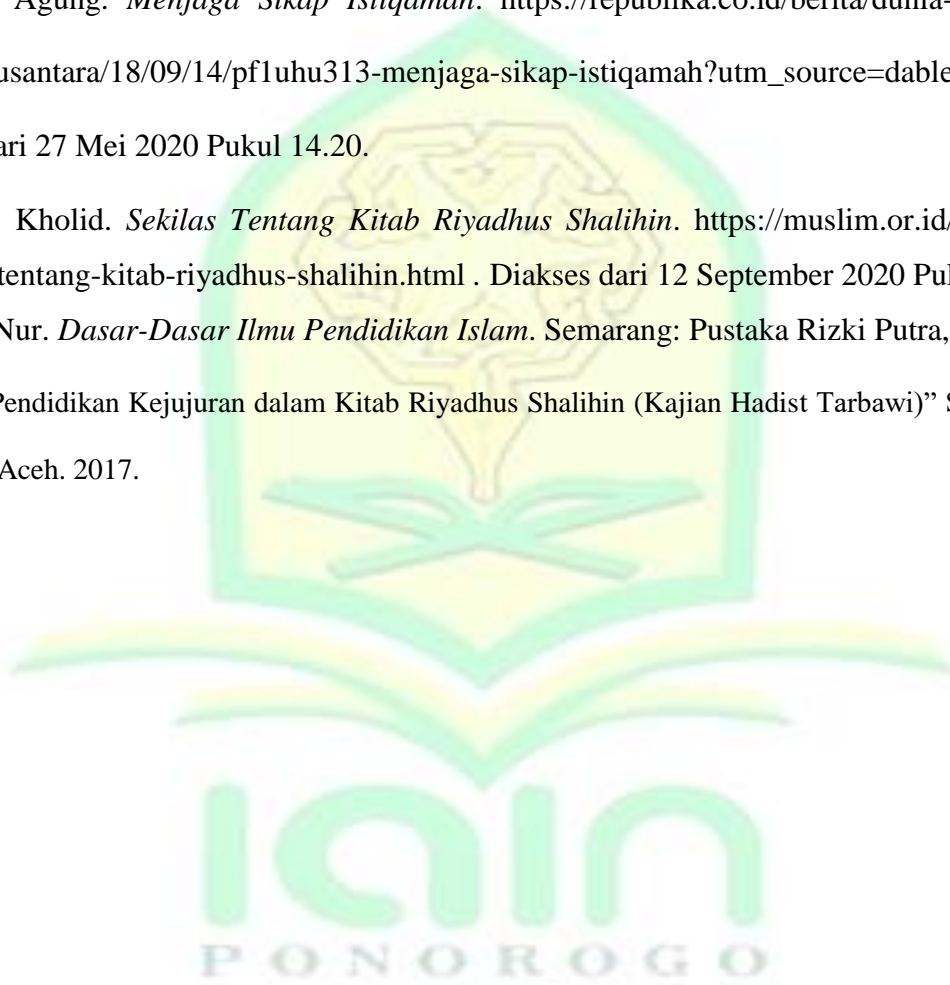 Agung. Menjaga Sikap Istiqamah. https://republika.co.id/berita/dunia-
usantara/18/09/14/pf1uhu313-menjaga-sikap-istiqamah?utm_source=dable
ari 27 Mei 2020 Pukul 14.20.
Kholid. Sekilas Tentang Kitab Riyadhus Shalihin. https://muslim.or.id/
tentang-kitab-riyadhus-shalihin.html . Diakses dari 12 September 2020 Pu
Nur. Dasar-Dasar Ilmu Pendidikan Islam. Semarang: Pustaka Rizki Putra,
Pendidikan Kejujuran dalam Kitab Riyadhus Shalihin (Kajian Hadist Tarbawi)”
Aceh. 2017.
iain
PONOROGO